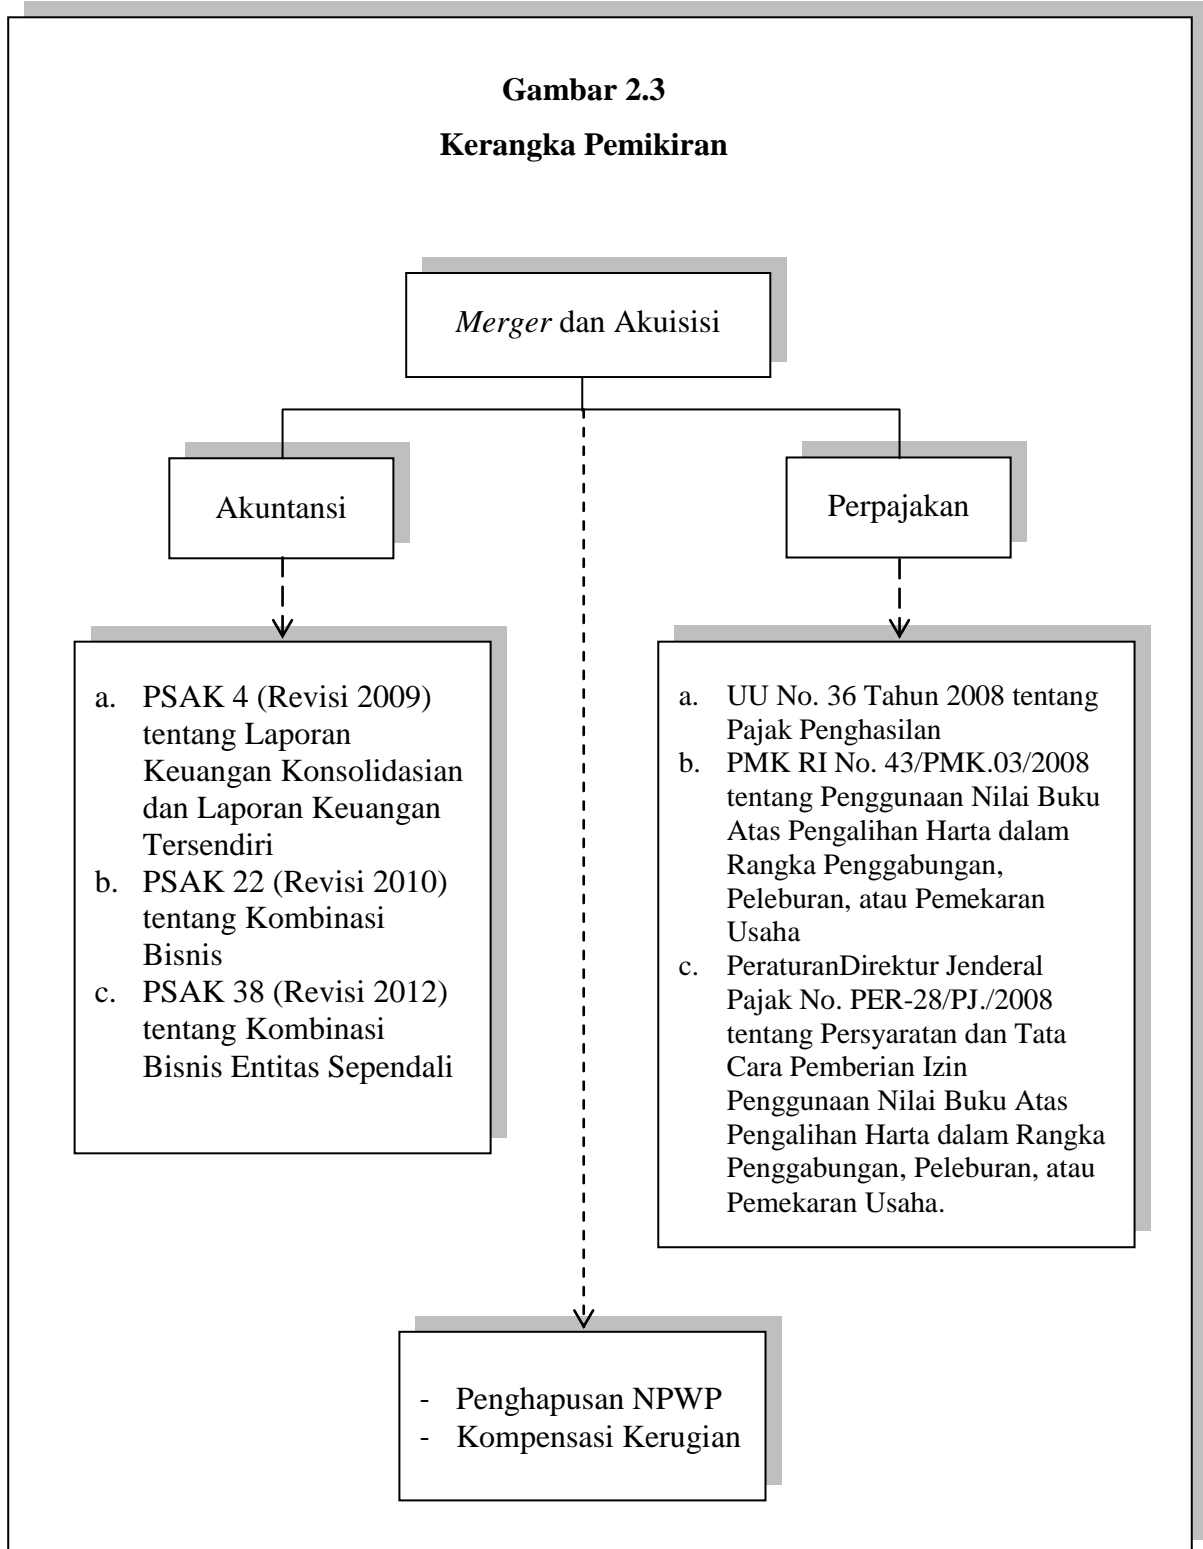 Gambar 2.3
Kerangka Pemikiran
Merger dan Akuisisi
Akuntansi
Perpajakan
a. PSAK 4 (Revisi 2009)
tentang Laporan
Keuangan Konsolidasian
dan Laporan Keuangan
Tersendiri
b. PSAK 22 (Revisi 2010)
tentang Kombinasi
Bisnis
c. PSAK 38 (Revisi 2012)
tentang Kombinasi
Bisnis Entitas Sependali
a. UU No. 36 Tahun 2008 tentang
Pajak Penghasilan
b. PMK RI No. 43/PMK.03/2008
tentang Penggunaan Nilai Buku
Atas Pengalihan Harta dalam
Rangka Penggabungan,
Peleburan, atau Pemekaran
Usaha
c. PeraturanDirektur Jenderal
Pajak No. PER-28/PJ./2008
tentang Persyaratan dan Tata
Cara Pemberian Izin
Penggunaan Nilai Buku Atas
Pengalihan Harta dalam Rangka
Penggabungan, Peleburan, atau
Pemekaran Usaha.
- Penghapusan NPWP
- Kompensasi Kerugian